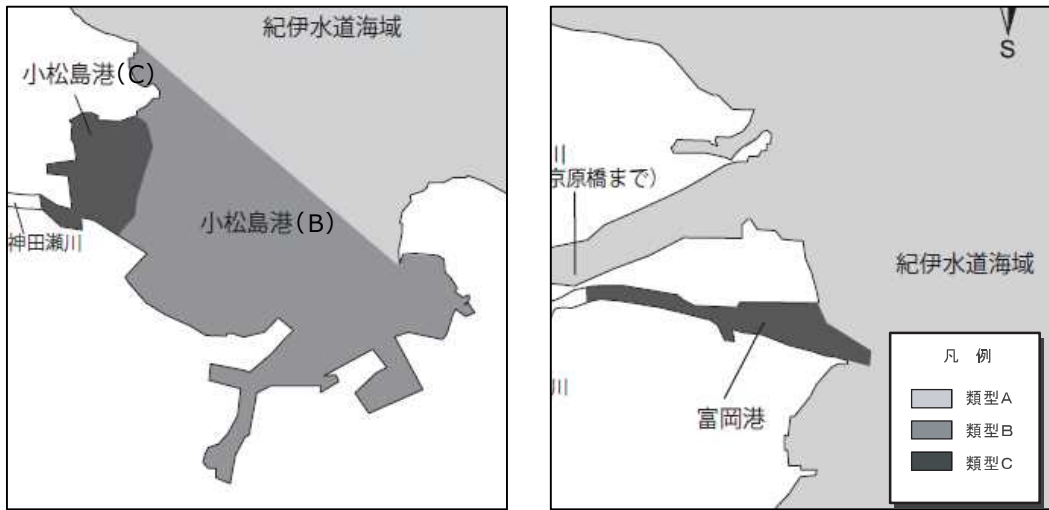 紀伊水道海域
小松島港(C)
小松島港(B)
神田瀬川
S
川
京原橋まで)
紀伊水道海域
富岡港
川
凡 例
類型A
類型B
類型C